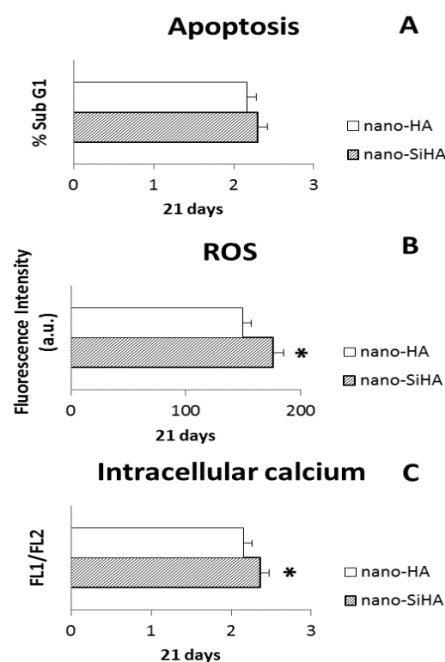 Apoptosis
A
% Sub G1
nano-HA
nano-SiHA
0 1 2 3
21 days
ROS
B
Fluorescence Intensity
(a.u.)
*
nano-HA
nano-SiHA
0 100 200
21 days
Intracellular calcium
C
FL1/FL2
*
nano-HA
nano-SiHA
0 1 2 3
21 days